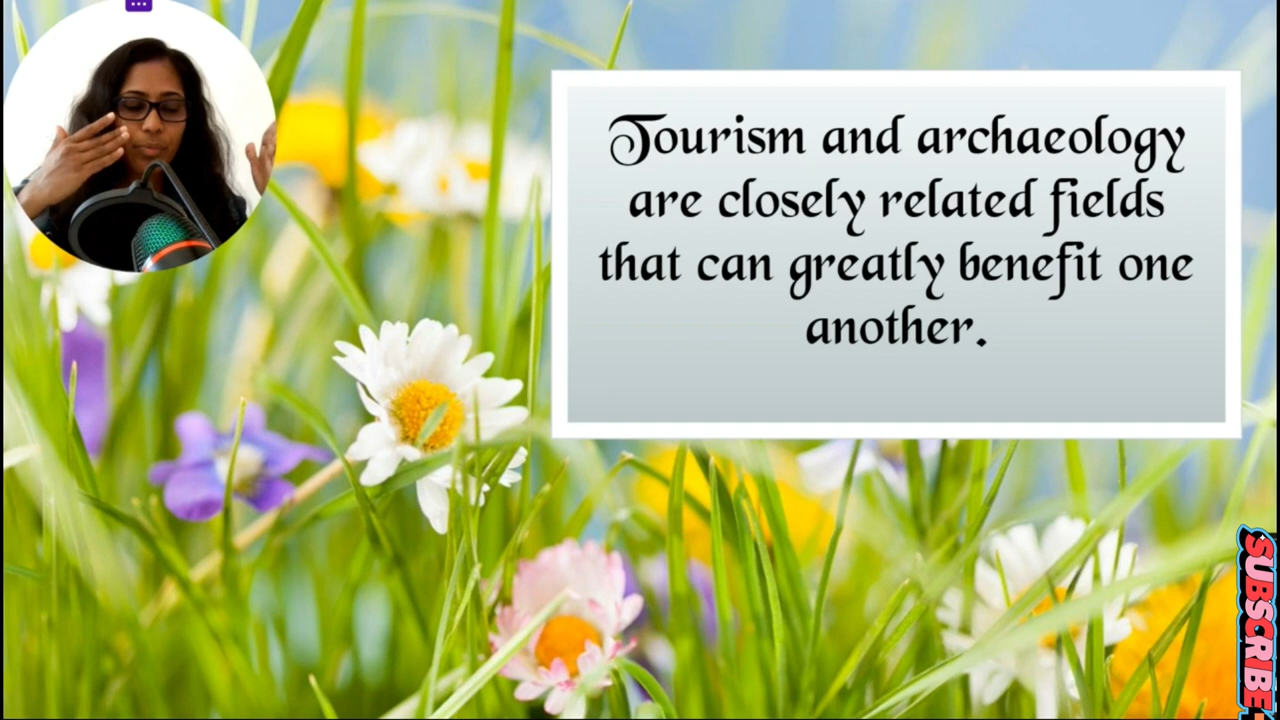 Tourism and archaeology
are closely related fields
that can greatly benefit one
another.
SUBSCRIBE